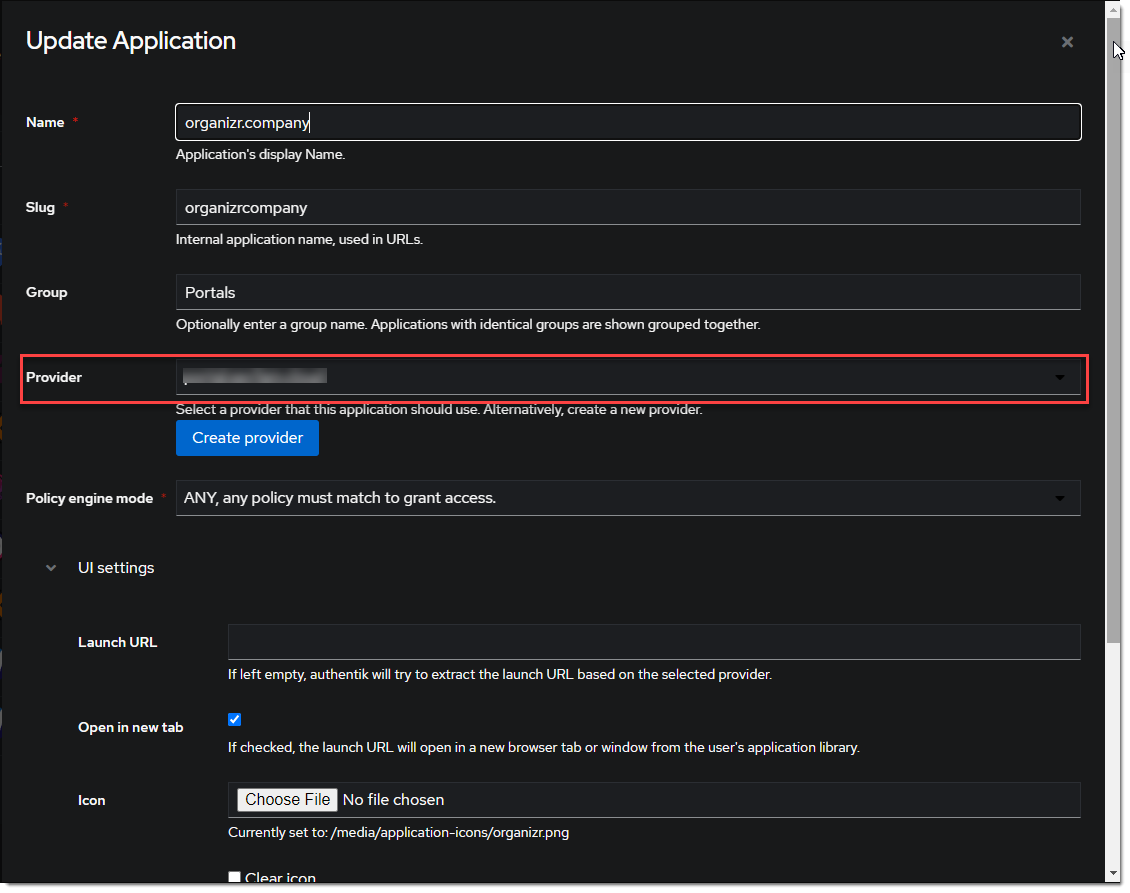 Update Application
×
Name *
organizr.company
Application's display Name.
Slug *
organizrcompany
Internal application name, used in URLs.
Group
Portals
Optionally enter a group name. Applications with identical groups are shown grouped together.
Provider
Select a provider that this application should use. Alternatively, create a new provider.
Create provider
Policy engine mode *
ANY, any policy must match to grant access.
UI settings
Launch URL
If left empty, authentik will try to extract the launch URL based on the selected provider.
Open in new tab
If checked, the launch URL will open in a new browser tab or window from the user's application library.
Icon
Choose File No file chosen
Currently set to: /media/application-icons/organizr.png
Clear icon